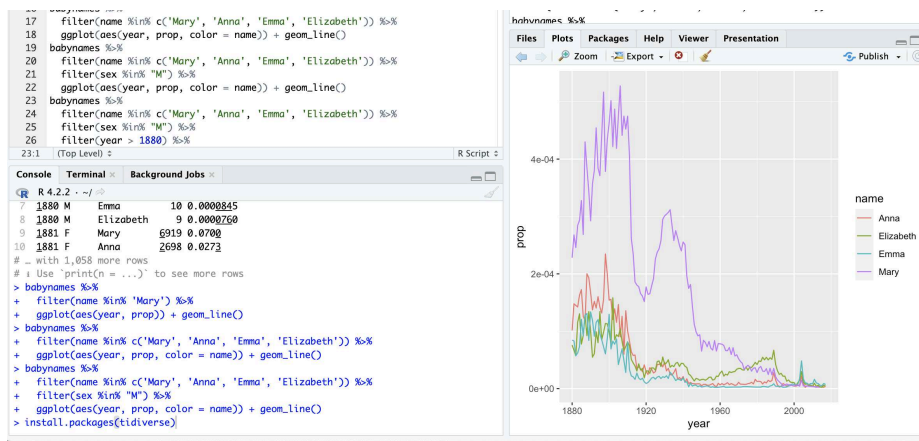 16 babynames %>%
17 filter(name %in% c('Mary', 'Anna', 'Emma', 'Elizabeth')) %>%
18 ggplot(aes(year, prop, color = name)) + geom_line()
19 babynames %>%
20 filter(name %in% c('Mary', 'Anna', 'Emma', 'Elizabeth')) %>%
21 filter(sex %in% "M") %>%
22 ggplot(aes(year, prop, color = name)) + geom_line()
23 babynames %>%
24 filter(name %in% c('Mary', 'Anna', 'Emma', 'Elizabeth')) %>%
25 filter(sex %in% "M") %>%
26 filter(year > 1880) %>%
23:1 (Top Level) R Script
Console Terminal Background Jobs
R 4.2.2 · ~/
7 1880 M Emma 10 0.0000845
8 1880 M Elizabeth 9 0.0000760
9 1881 F Mary 6919 0.0700
10 1881 F Anna 2698 0.0273
# … with 1,058 more rows
# ℹ Use `print(n = ...)` to see more rows
> babynames %>%
+ filter(name %in% 'Mary') %>%
+ ggplot(aes(year, prop)) + geom_line()
> babynames %>%
+ filter(name %in% c('Mary', 'Anna', 'Emma', 'Elizabeth')) %>%
+ ggplot(aes(year, prop, color = name)) + geom_line()
> babynames %>%
+ filter(name %in% c('Mary', 'Anna', 'Emma', 'Elizabeth')) %>%
+ filter(sex %in% "M") %>%
+ ggplot(aes(year, prop, color = name)) + geom_line()
> install.packages(tidiverse)
babynames %>%
Files Plots Packages Help Viewer Presentation
Zoom Export Publish
4e-04
2e-04
0e+00
prop
1880 1920 1960 2000
year
name
Anna
Elizabeth
Emma
Mary